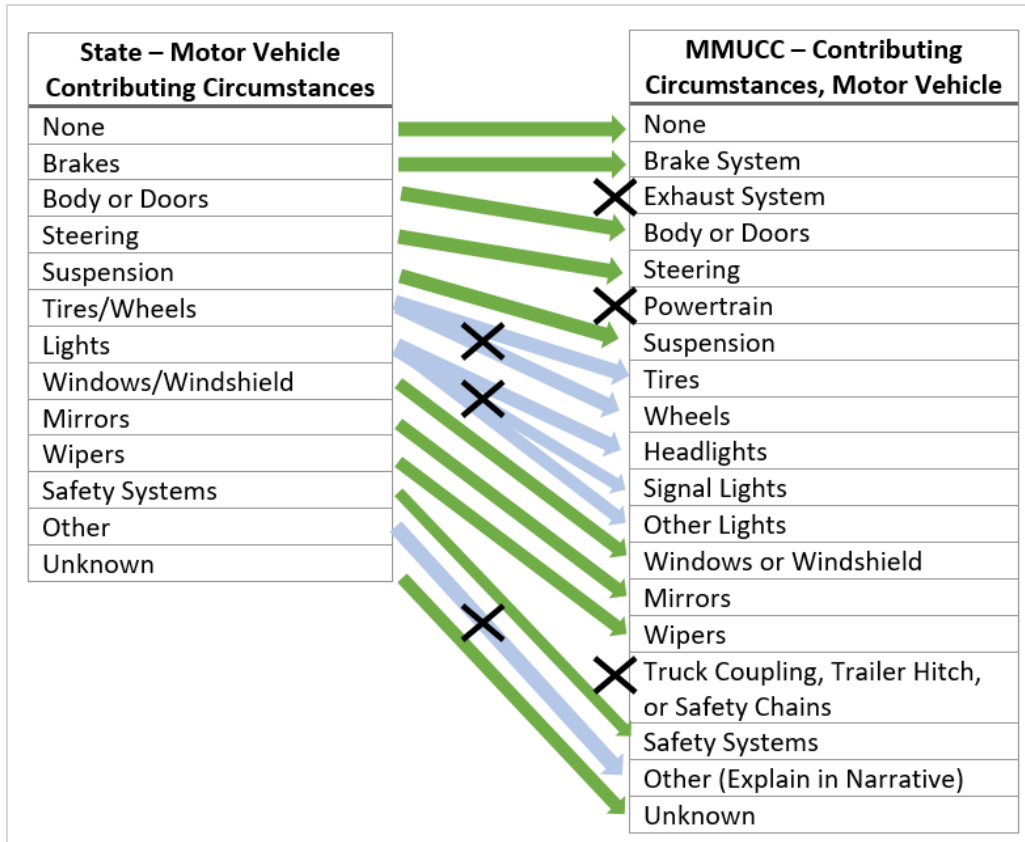 State – Motor Vehicle
Contributing Circumstances
None
Brakes
Body or Doors
Steering
Suspension
Tires/Wheels
Lights
Windows/Windshield
Mirrors
Wipers
Safety Systems
Other
Unknown
MMUCC – Contributing
Circumstances, Motor Vehicle
None
Brake System
Exhaust System
Body or Doors
Steering
Powertrain
Suspension
Tires
Wheels
Headlights
Signal Lights
Other Lights
Windows or Windshield
Mirrors
Wipers
Truck Coupling, Trailer Hitch,
or Safety Chains
Safety Systems
Other (Explain in Narrative)
Unknown